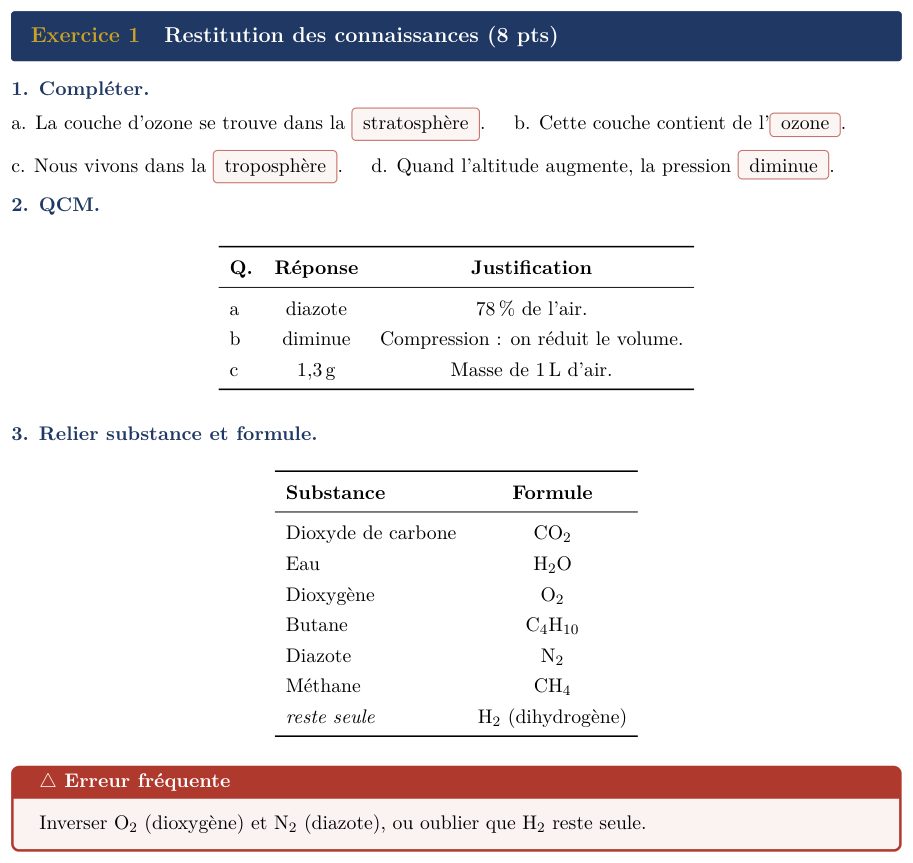 Exercice 1 Restitution des connaissances (8 pts)
1. Compléter.
a. La couche d'ozone se trouve dans la stratosphère. b. Cette couche contient de l'ozone.
c. Nous vivons dans la troposphère. d. Quand l'altitude augmente, la pression diminue.
2. QCM.
Q. Réponse Justification
a diazote 78 % de l'air.
b diminue Compression : on réduit le volume.
c 1,3 g Masse de 1 L d'air.
3. Relier substance et formule.
Substance Formule
Dioxyde de carbone CO₂
Eau H₂O
Dioxygène O₂
Butane C₄H₁₀
Diazote N₂
Méthane CH₄
reste seule H₂ (dihydrogène)
△ Erreur fréquente
Inverser O₂ (dioxygène) et N₂ (diazote), ou oublier que H₂ reste seule.